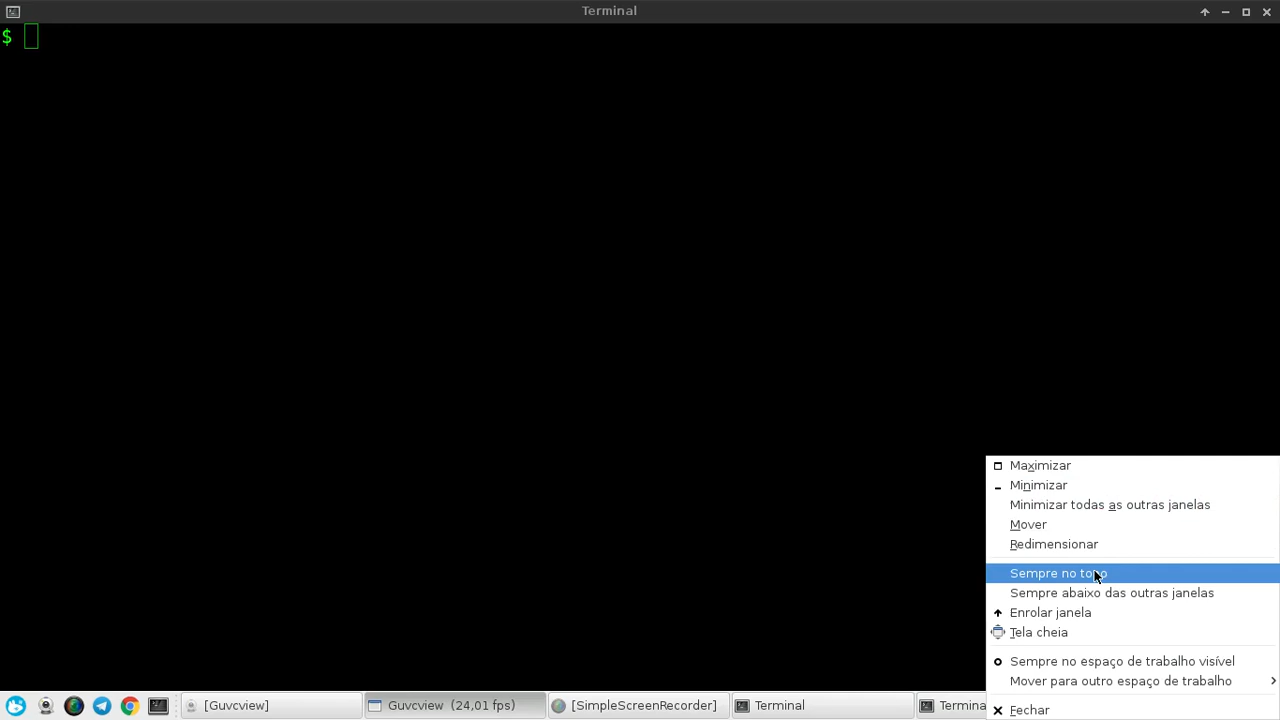 Terminal
$
Maximizar
Minimizar
Minimizar todas as outras janelas
Mover
Redimensionar
Sempre no topo
Sempre abaixo das outras janelas
Enrolar janela
Tela cheia
Sempre no espaço de trabalho visível
Mover para outro espaço de trabalho
Fechar
[Guvcview]
Guvcview (24,01 fps)
[SimpleScreenRecorder]
Terminal
Termina